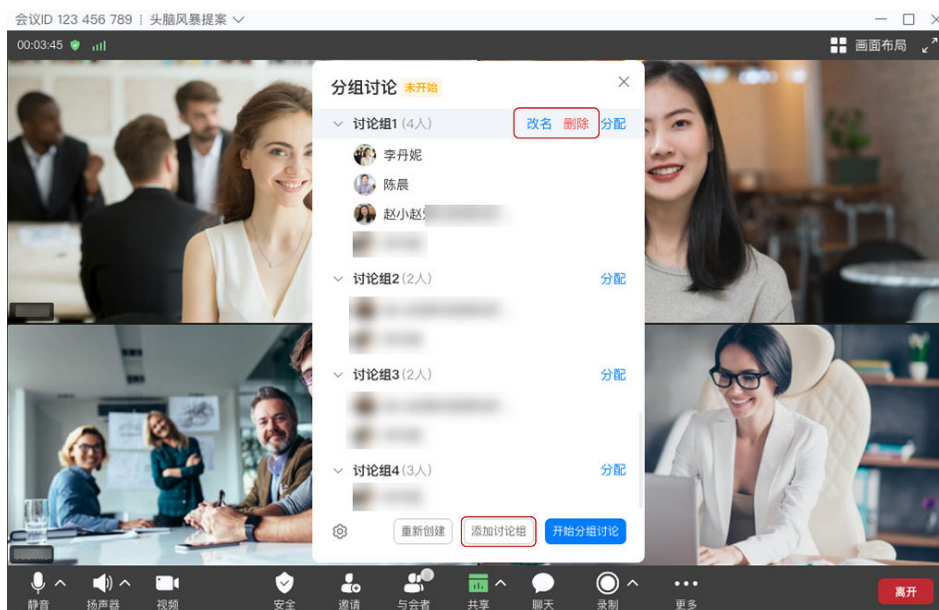 会议ID 123 456 789 | 头脑风暴提案
00:03:45 画面布局
分组讨论 未开始
讨论组1 (4人) 改名 删除 分配
李丹妮
陈晨
赵小赵
讨论组2 (2人) 分配
讨论组3 (2人) 分配
讨论组4 (3人) 分配
重新创建 添加讨论组 开始分组讨论
静音 扬声器 视频 安全 邀请 与会者 共享 聊天 录制 更多 离开